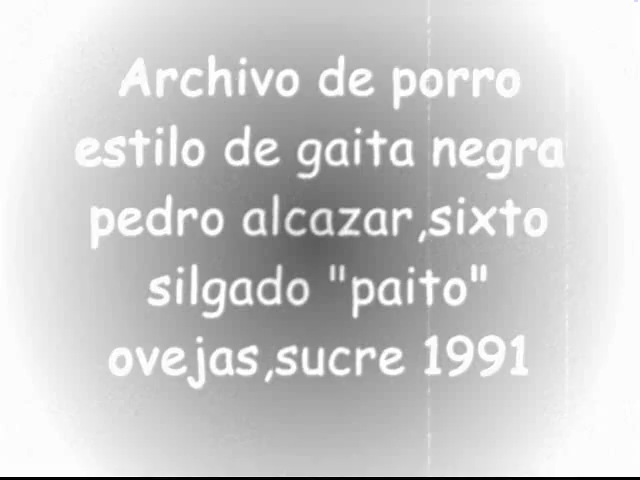 Archivo de porro
estilo de gaita negra
pedro alcazar,sixto
silgado "paito"
ovejas,sucre 1991